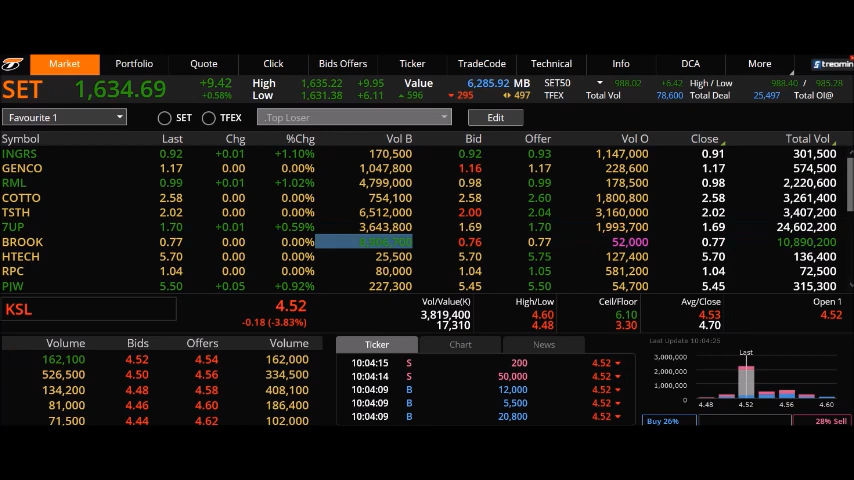 Market Portfolio Quote Click Bids Offers Ticker TradeCode Technical Info DCA More Streamin
SET 1,634.69 +9.42 +0.58% High 1,635.22 +9.95 Value 6,285.92 MB SET50 988.02 +6.42 High / Low 988.40 / 985.28
Low 1,631.38 +6.11 596 295 497 TFEX Total Vol 78,600 Total Deal 25,497 Total OI@
Favourite 1 SET TFEX .Top Loser Edit
Symbol Last Chg %Chg Vol B Bid Offer Vol O Close Total Vol
INGRS 0.92 +0.01 +1.10% 170,500 0.92 0.93 1,147,000 0.91 301,500
GENCO 1.17 0.00 0.00% 1,047,800 1.16 1.17 228,600 1.17 574,500
RML 0.99 +0.01 +1.02% 4,799,000 0.98 0.99 178,500 0.98 2,220,600
COTTO 2.58 0.00 0.00% 754,100 2.58 2.60 1,800,800 2.58 3,261,400
TSTH 2.02 0.00 0.00% 6,512,000 2.00 2.04 3,160,000 2.02 3,407,200
7UP 1.70 +0.01 +0.59% 3,643,800 1.69 1.70 1,993,700 1.69 24,602,200
BROOK 0.77 0.00 0.00% 0.76 0.77 52,000 0.77 10,890,200
HTECH 5.70 0.00 0.00% 25,500 5.70 5.75 127,400 5.70 136,400
RPC 1.04 0.00 0.00% 80,000 1.04 1.05 581,200 1.04 72,500
PJW 5.50 +0.05 +0.92% 227,300 5.45 5.50 54,700 5.45 315,300
KSL 4.52 Vol/Value(K) High/Low Ceil/Floor Avg/Close Open 1
3,819,400 4.60 6.10 4.53 4.52
-0.18 (-3.83%) 17,310 4.48 3.30 4.70
Volume Bids Offers Volume Ticker Chart News Last Update 10:04:25
162,100 4.52 4.54 162,000
526,500 4.50 4.56 334,500
134,200 4.48 4.58 408,100
81,000 4.46 4.60 186,400
71,500 4.44 4.62 102,000
10:04:15 S 200 4.52
10:04:14 S 50,000 4.52
10:04:09 B 12,000 4.52
10:04:09 B 5,500 4.52
10:04:09 B 20,800 4.52
Last
3,000,000
2,000,000
1,000,000
0
4.48 4.52 4.56 4.60
Buy 26% 28% Sell